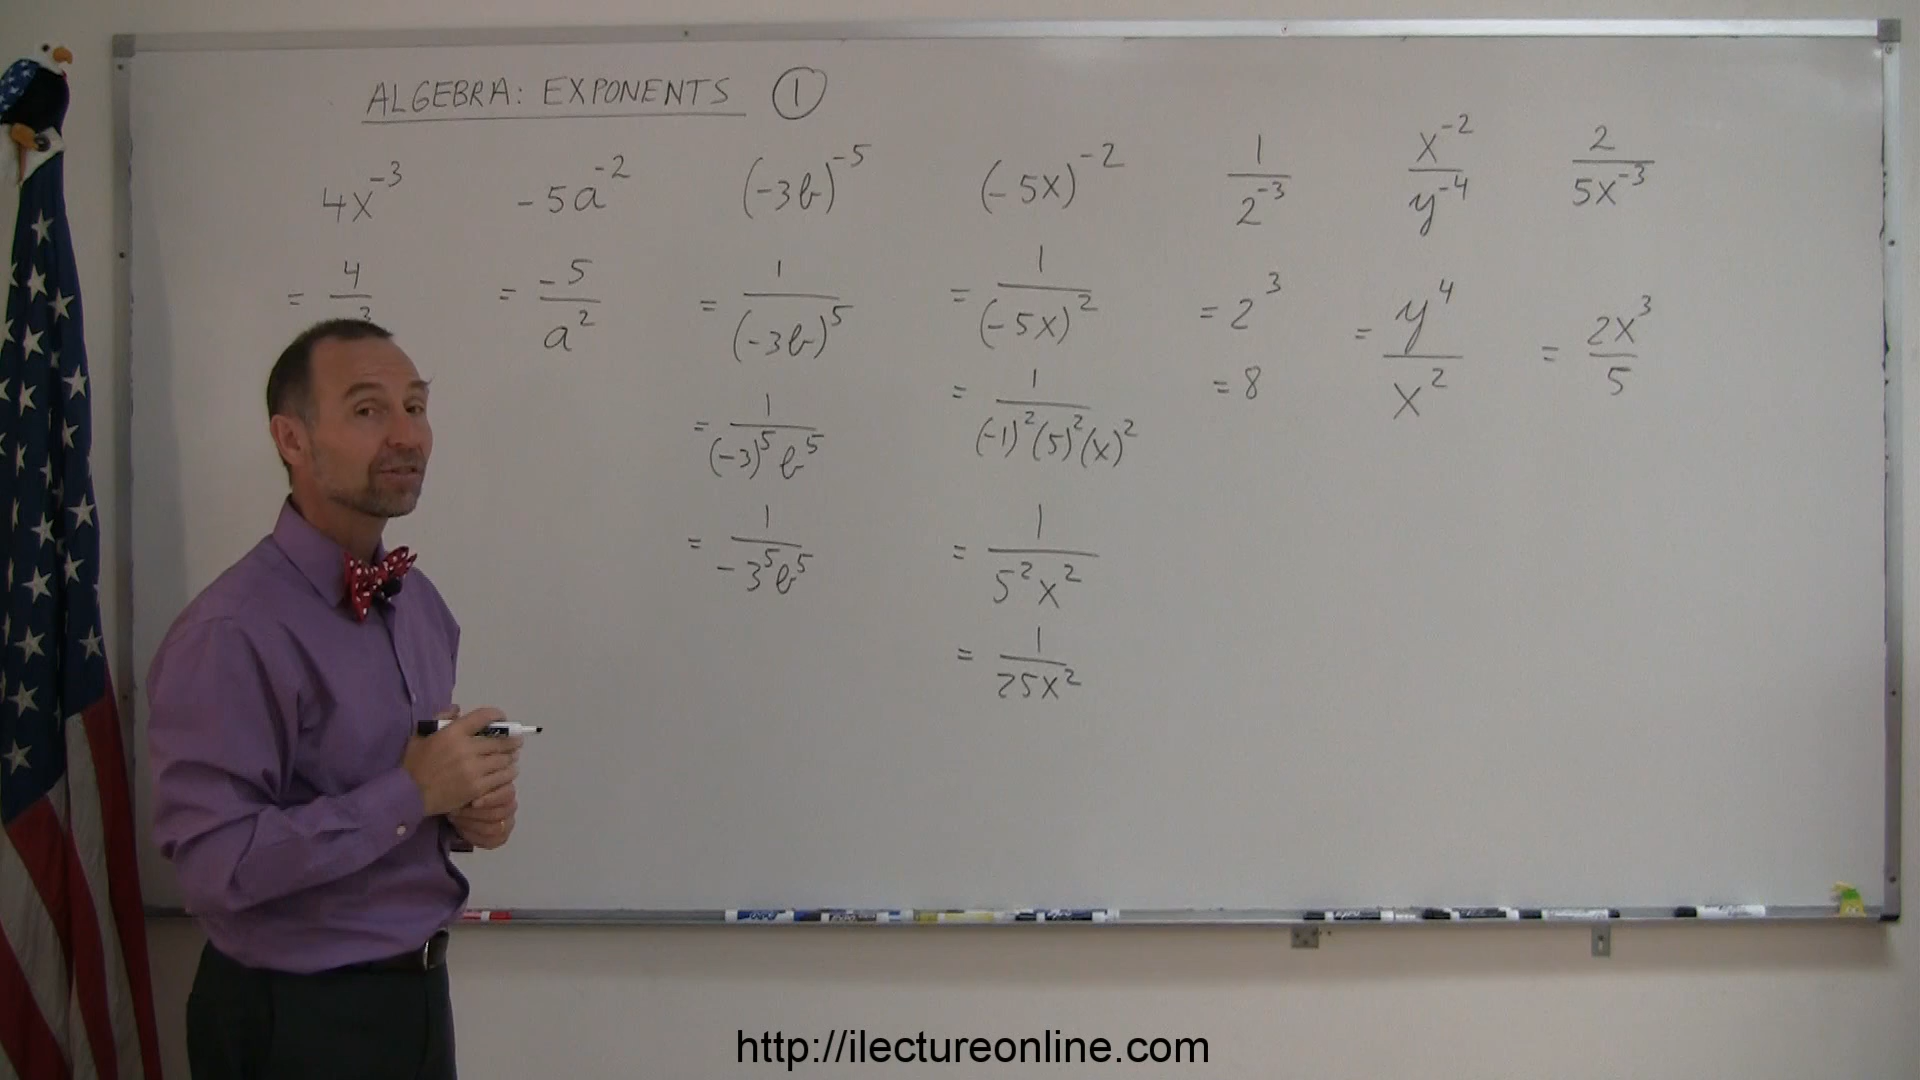 ALGEBRA: EXPONENTS 1
4x^-3
= 4/ ^3
-5a^-2
= -5/a^2
(-3b)^-5
= 1/(-3b)^5
= 1/(-3)^5 b^5
= 1/-3^5 b^5
(-5x)^-2
= 1/(-5x)^2
= 1/(-1)^2 (5)^2 (x)^2
= 1/5^2 x^2
= 1/25x^2
1/2^-3
= 2^3
= 8
x^-2/y^-4
= y^4/x^2
2/5x^-3
= 2x^3/5
http://ilectureonline.com